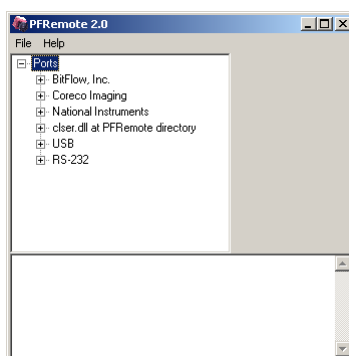 PFRemote 2.0
File Help
Ports
BitFlow, Inc.
Coreco Imaging
National Instruments
clser.dll at PFRemote directory
USB
RS-232